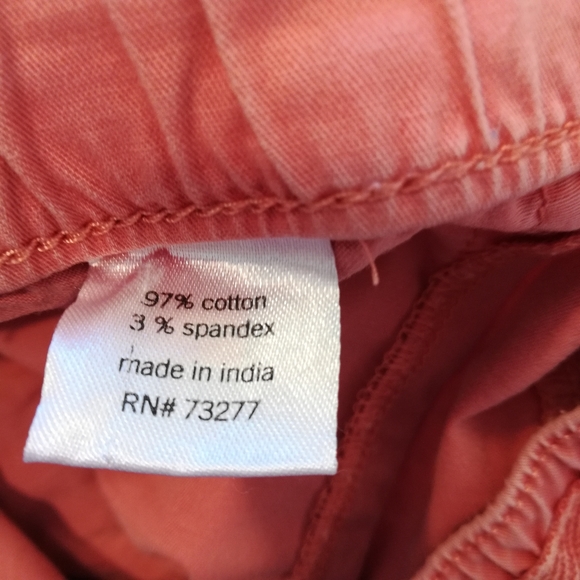 97% cotton
3 % spandex
made in india
RN# 73277